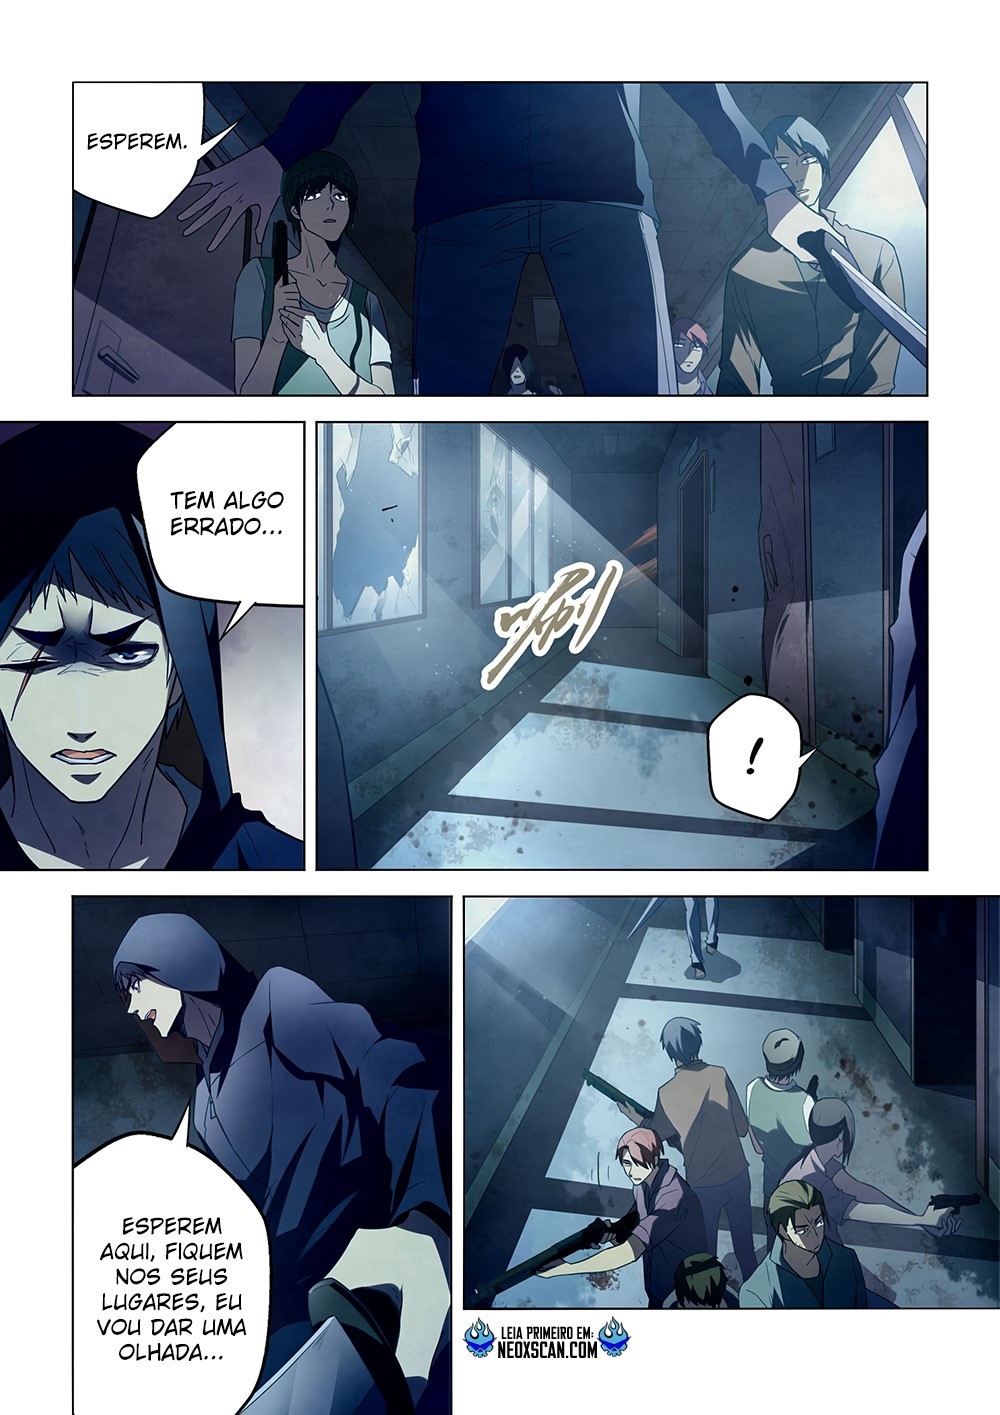 ESPEREM.
TEM ALGO
ERRADO...
!
ESPEREM
AQUI, FIQUEM
NOS SEUS
LUGARES, EU
VOU DAR UMA
OLHADA...
LEIA PRIMEIRO EM:
NEOXSCAN.COM